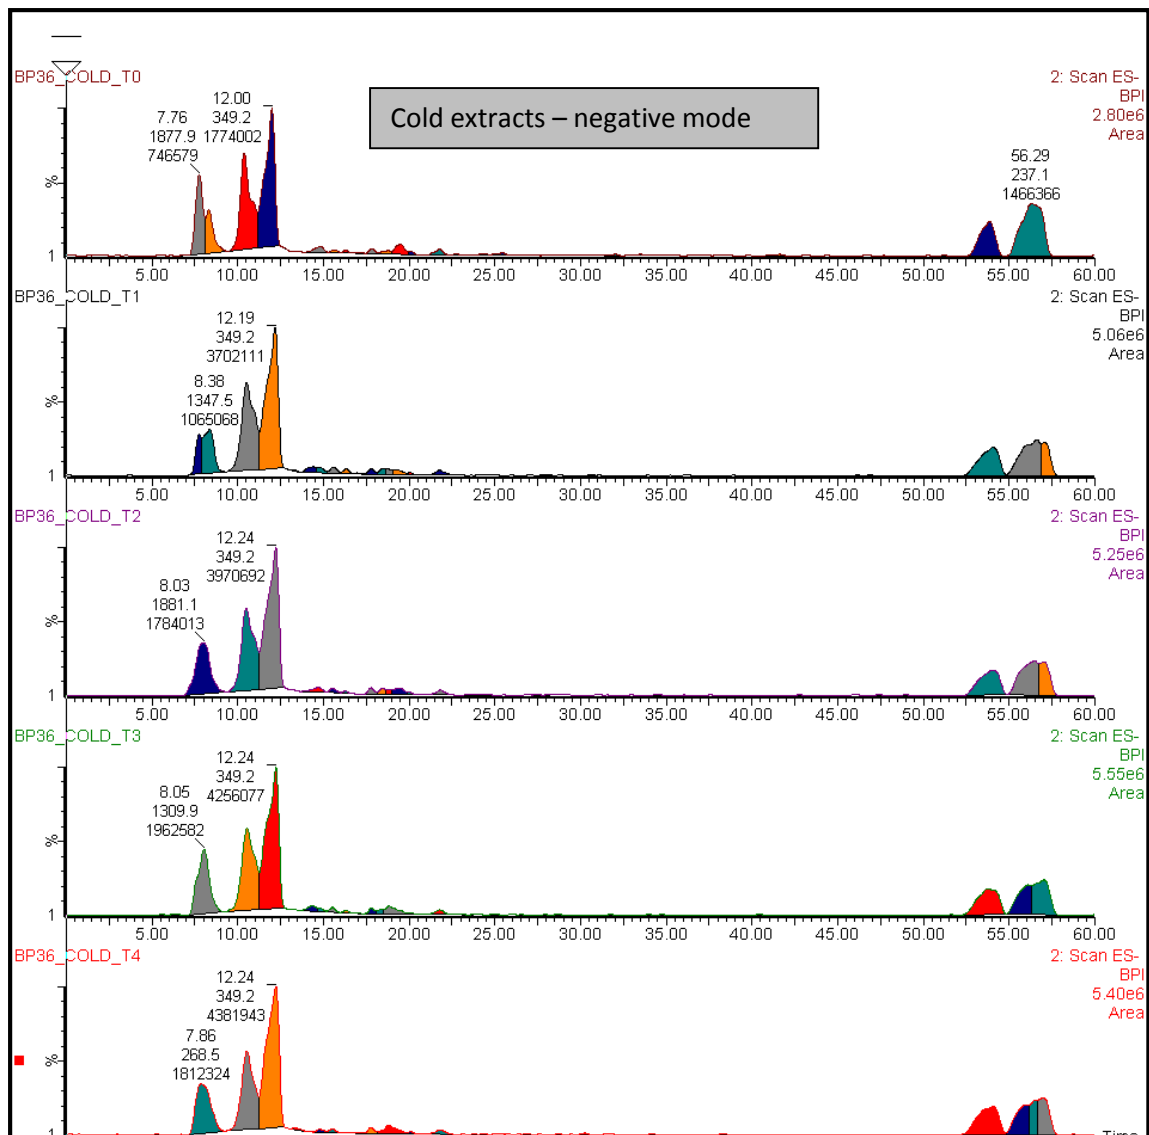 BP36_COLD_T0
2: Scan ES-
BPI
2.80e6
Area
Cold extracts – negative mode
7.76
1877.9
746579
12.00
349.2
1774002
56.29
237.1
1466366
%
1
5.00 10.00 15.00 20.00 25.00 30.00 35.00 40.00 45.00 50.00 55.00 60.00
BP36_COLD_T1
2: Scan ES-
BPI
5.06e6
Area
12.19
349.2
3702111
8.38
1347.5
1065068
%
1
5.00 10.00 15.00 20.00 25.00 30.00 35.00 40.00 45.00 50.00 55.00 60.00
BP36_COLD_T2
2: Scan ES-
BPI
5.25e6
Area
12.24
349.2
3970692
8.03
1881.1
1784013
%
1
5.00 10.00 15.00 20.00 25.00 30.00 35.00 40.00 45.00 50.00 55.00 60.00
BP36_COLD_T3
2: Scan ES-
BPI
5.55e6
Area
12.24
349.2
4256077
8.05
1309.9
1962582
%
1
5.00 10.00 15.00 20.00 25.00 30.00 35.00 40.00 45.00 50.00 55.00 60.00
BP36_COLD_T4
2: Scan ES-
BPI
5.40e6
Area
12.24
349.2
4381943
7.86
268.5
1812324
%
1
Time